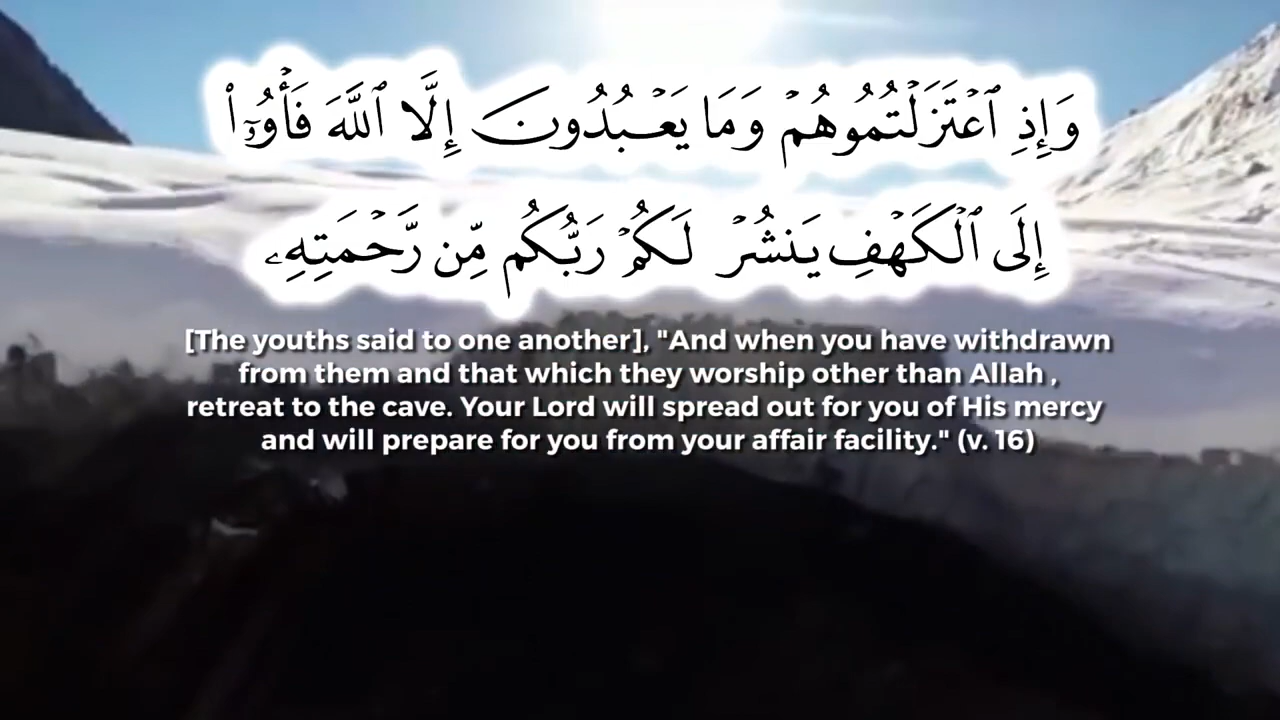 وَإِذِ ٱعْتَزَلْتُمُوهُمْ وَمَا يَعْبُدُونَ إِلَّا ٱللَّهَ فَأْوُۥٓا۟
إِلَى ٱلْكَهْفِ يَنشُرْ لَكُمْ رَبُّكُم مِّن رَّحْمَتِهِۦ
[The youths said to one another], "And when you have withdrawn
from them and that which they worship other than Allah ,
retreat to the cave. Your Lord will spread out for you of His mercy
and will prepare for you from your affair facility." (v. 16)